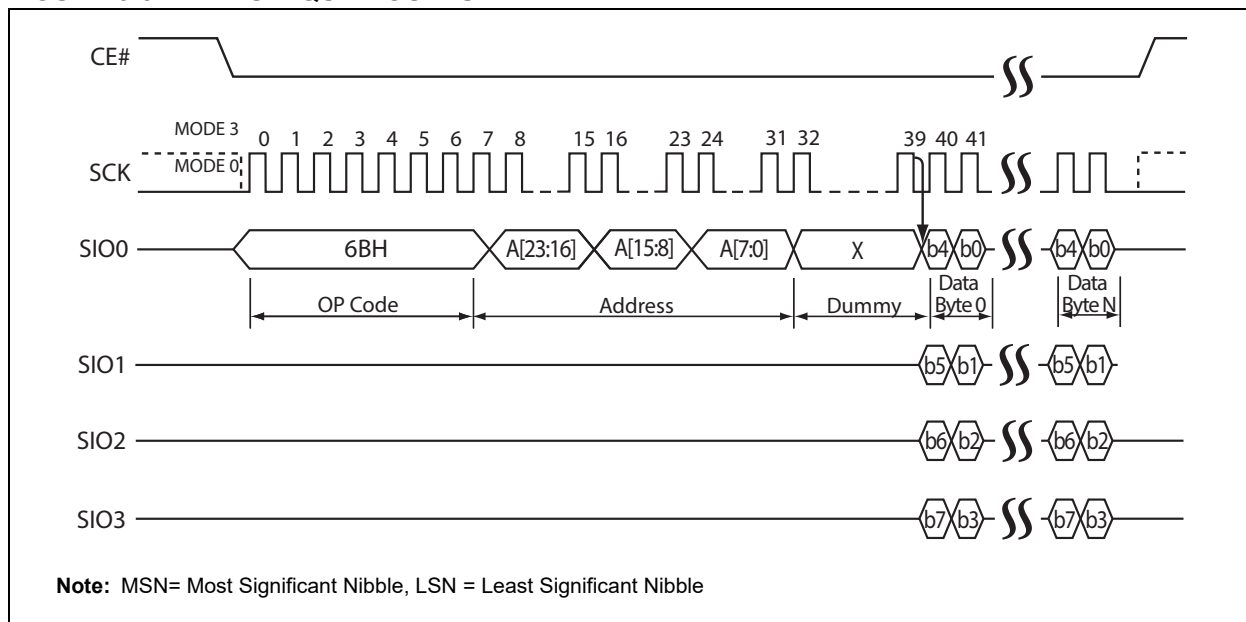 CE#
MODE 3
0 1 2 3 4 5 6 7 8 15 16 23 24 31 32 39 40 41
MODE 0
SCK
SIO0 6BH A[23:16] A[15:8] A[7:0] X b4 b0 b4 b0
OP Code Address Dummy Data Byte 0 Data Byte N
SIO1 b5 b1 b5 b1
SIO2 b6 b2 b6 b2
SIO3 b7 b3 b7 b3
Note: MSN= Most Significant Nibble, LSN = Least Significant Nibble